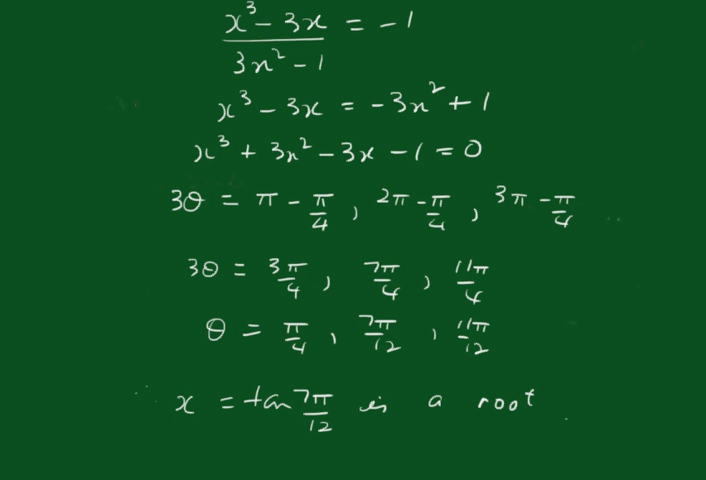 x³ - 3x / 3x² - 1 = -1
x³ - 3x = -3x² + 1
x³ + 3x² - 3x - 1 = 0
3θ = π - π/4, 2π - π/4, 3π - π/4
3θ = 3π/4, 7π/4, 11π/4
θ = π/4, 7π/12, 11π/12
∴ x = tan 7π/12 is a root.